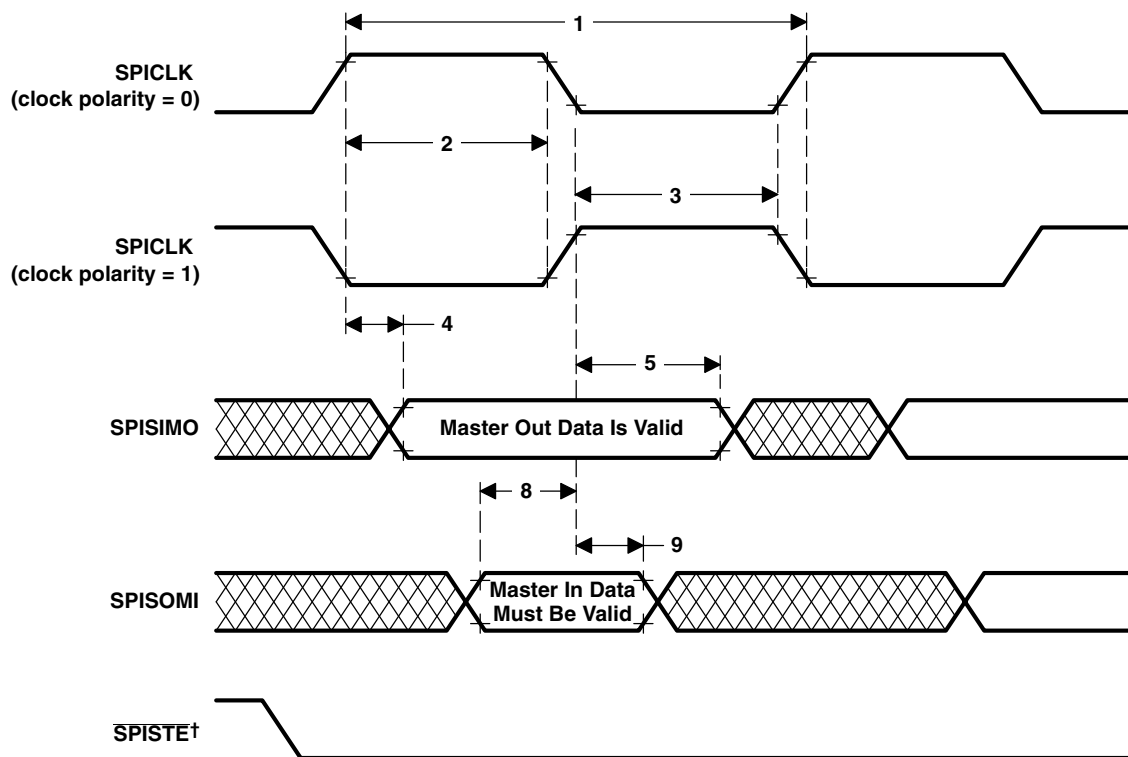 1
SPICLK
(clock polarity = 0)
2
3
SPICLK
(clock polarity = 1)
4
5
SPISIMO
Master Out Data Is Valid
8
9
SPISOMI
Master In Data
Must Be Valid
SPISTE†